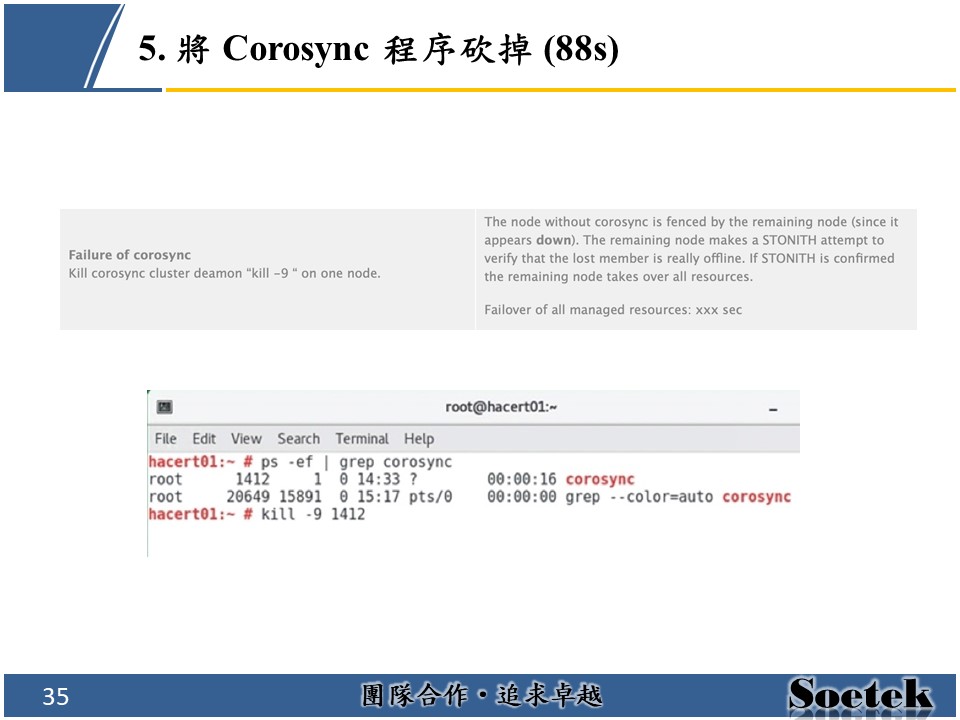 5. 將 Corosync 程序砍掉 (88s)
Failure of corosync
Kill corosync cluster deamon “kill -9 “ on one node.
The node without corosync is fenced by the remaining node (since it
appears down). The remaining node makes a STONITH attempt to
verify that the lost member is really offline. If STONITH is confirmed
the remaining node takes over all resources.
Failover of all managed resources: xxx sec
root@hacert01:~
File Edit View Search Terminal Help
hacert01:~ # ps -ef | grep corosync
root 1412 1 0 14:33 ? 00:00:16 corosync
root 20649 15891 0 15:17 pts/0 00:00:00 grep --color=auto corosync
hacert01:~ # kill -9 1412
35
團隊合作・追求卓越
Soetek